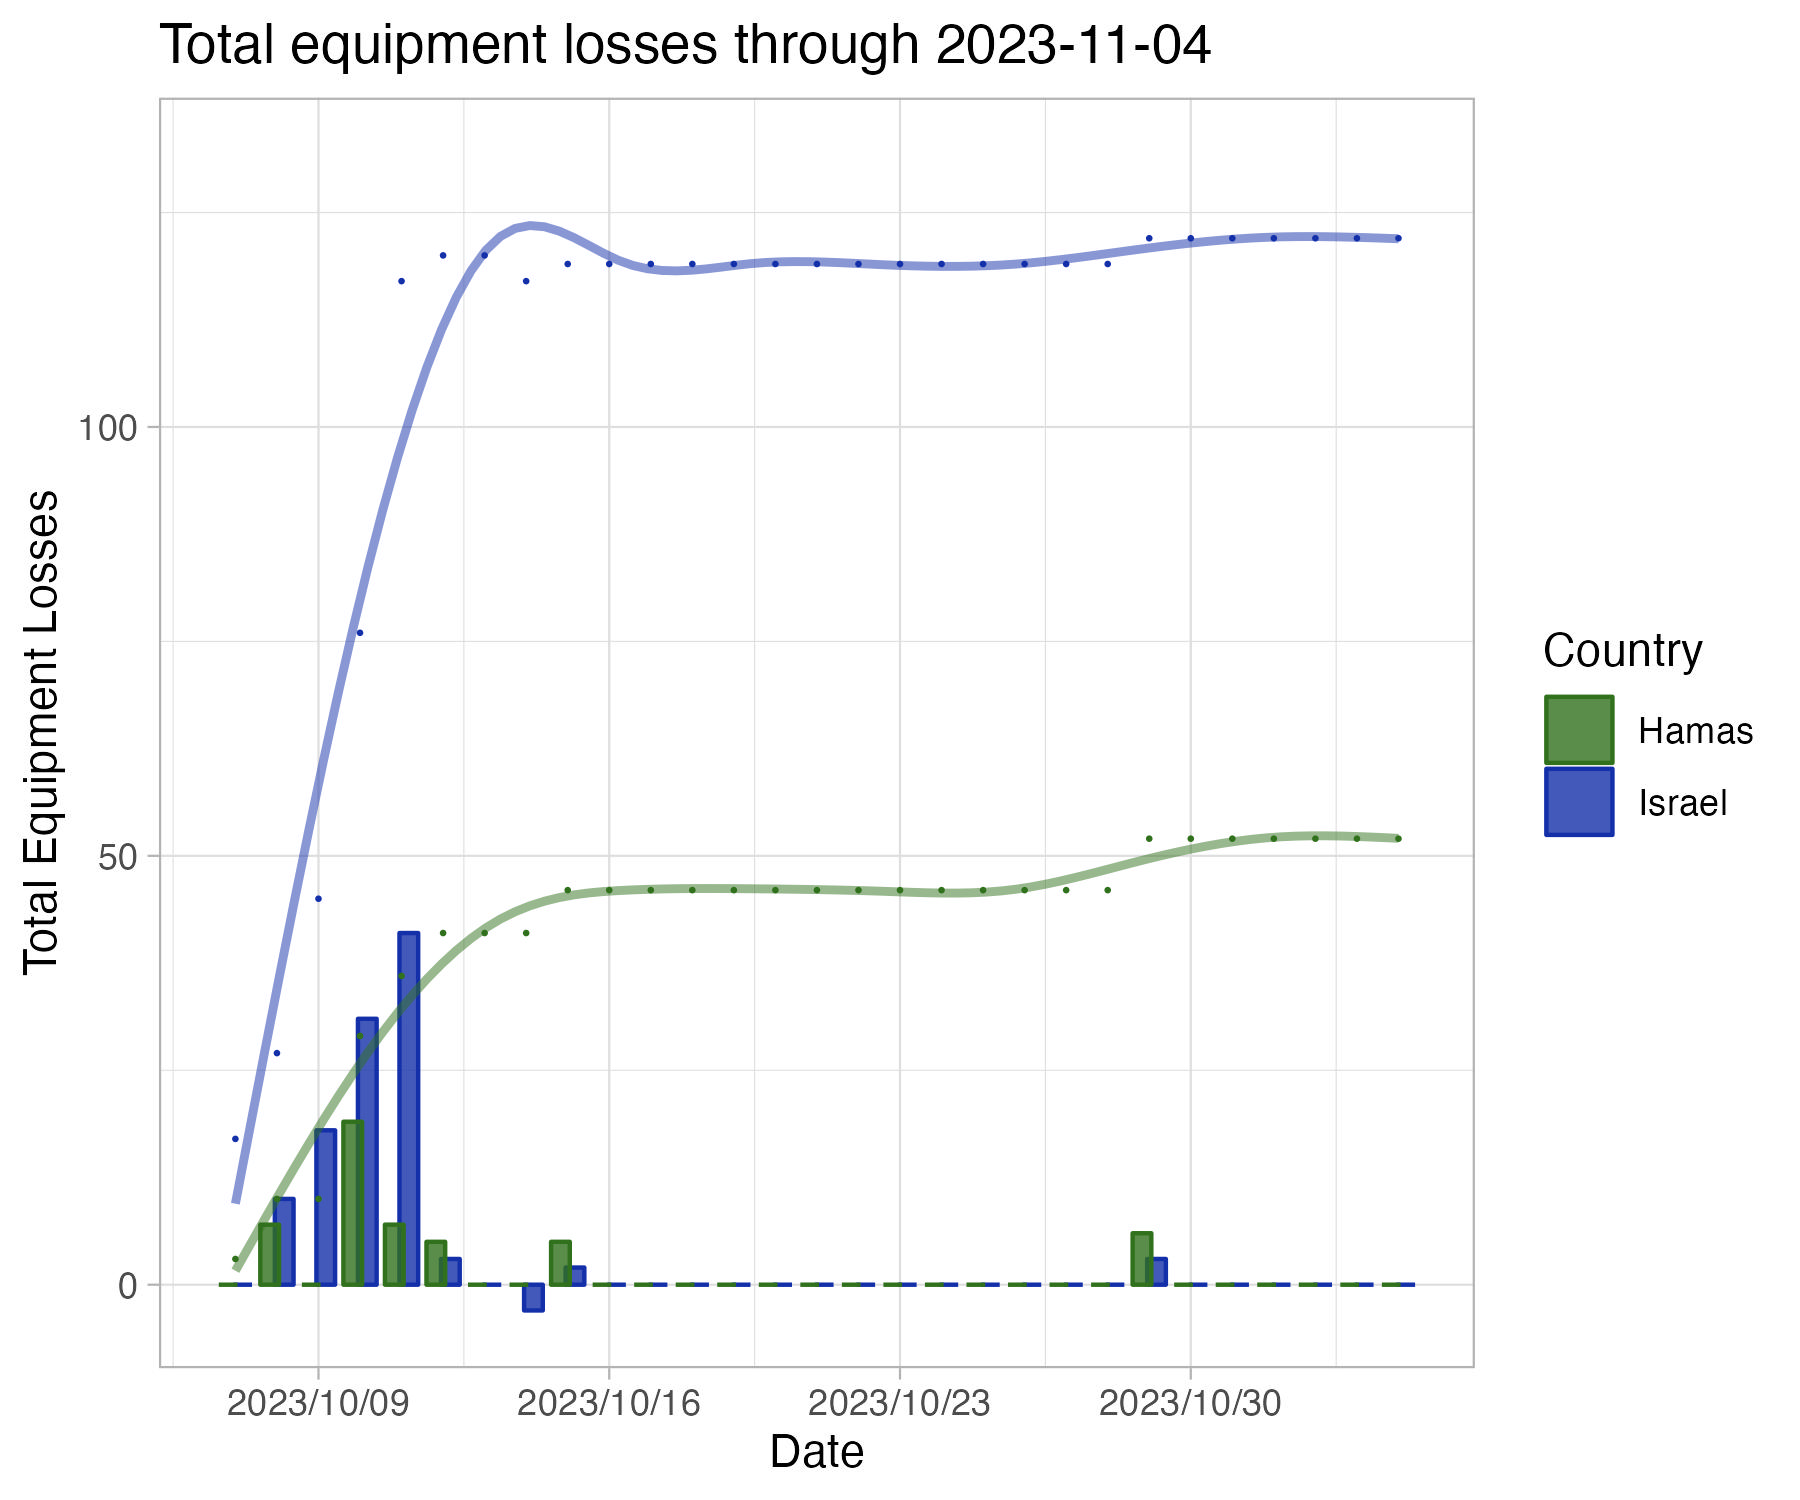 Total equipment losses through 2023-11-04
Total Equipment Losses
100
50
0
2023/10/09
2023/10/16
2023/10/23
2023/10/30
Date
Country
Hamas
Israel